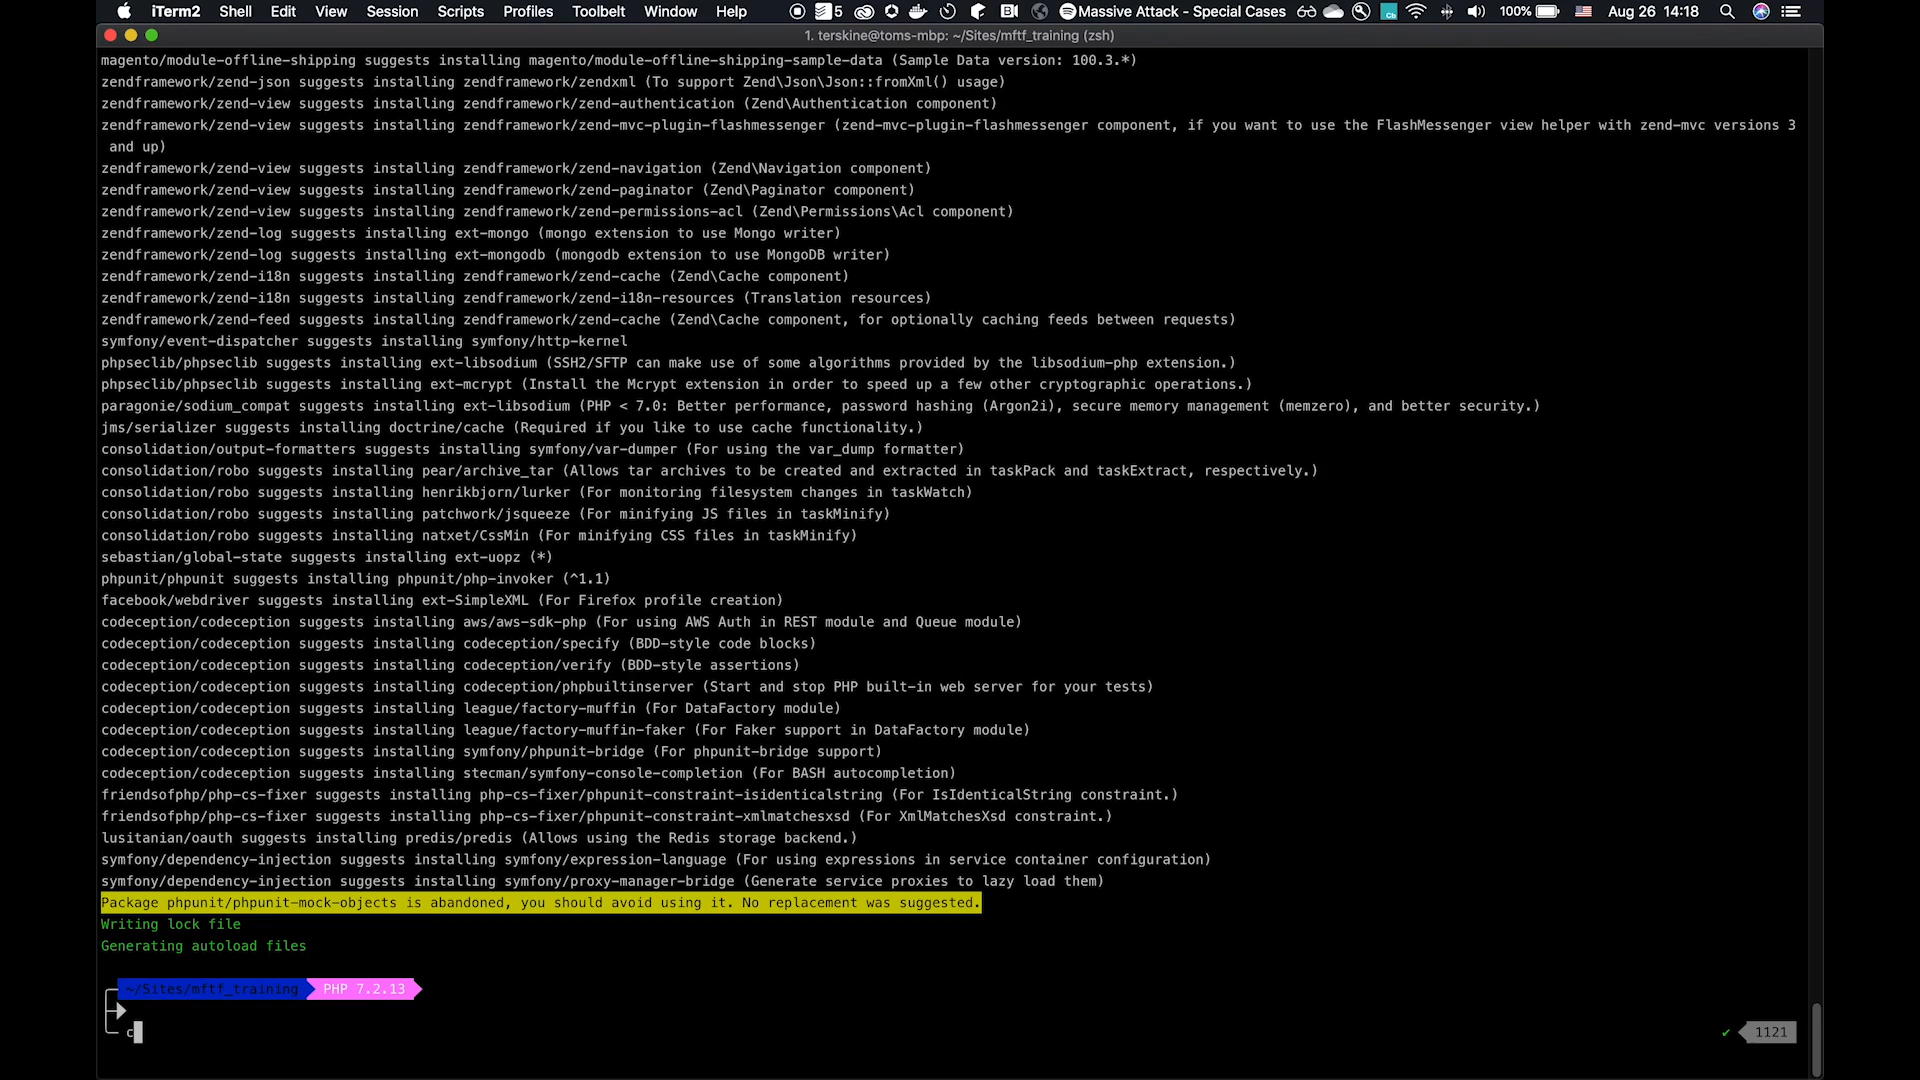 iTerm2 Shell Edit View Session Scripts Profiles Toolbelt Window Help 5 Massive Attack - Special Cases 100% Aug 26 14:18
1. terskine@toms-mbp: ~/Sites/mftf_training (zsh)
magento/module-offline-shipping suggests installing magento/module-offline-shipping-sample-data (Sample Data version: 100.3.*)
zendframework/zend-json suggests installing zendframework/zendxml (To support Zend\Json\Json::fromXml() usage)
zendframework/zend-view suggests installing zendframework/zend-authentication (Zend\Authentication component)
zendframework/zend-view suggests installing zendframework/zend-mvc-plugin-flashmessenger (zend-mvc-plugin-flashmessenger component, if you want to use the FlashMessenger view helper with zend-mvc versions 3
and up)
zendframework/zend-view suggests installing zendframework/zend-navigation (Zend\Navigation component)
zendframework/zend-view suggests installing zendframework/zend-paginator (Zend\Paginator component)
zendframework/zend-view suggests installing zendframework/zend-permissions-acl (Zend\Permissions\Acl component)
zendframework/zend-log suggests installing ext-mongo (mongo extension to use Mongo writer)
zendframework/zend-log suggests installing ext-mongodb (mongodb extension to use MongoDB writer)
zendframework/zend-i18n suggests installing zendframework/zend-cache (Zend\Cache component)
zendframework/zend-i18n suggests installing zendframework/zend-i18n-resources (Translation resources)
zendframework/zend-feed suggests installing zendframework/zend-cache (Zend\Cache component, for optionally caching feeds between requests)
symfony/event-dispatcher suggests installing symfony/http-kernel
phpseclib/phpseclib suggests installing ext-libsodium (SSH2/SFTP can make use of some algorithms provided by the libsodium-php extension.)
phpseclib/phpseclib suggests installing ext-mcrypt (Install the Mcrypt extension in order to speed up a few other cryptographic operations.)
paragonie/sodium_compat suggests installing ext-libsodium (PHP < 7.0: Better performance, password hashing (Argon2i), secure memory management (memzero), and better security.)
jms/serializer suggests installing doctrine/cache (Required if you like to use cache functionality.)
consolidation/output-formatters suggests installing symfony/var-dumper (For using the var_dump formatter)
consolidation/robo suggests installing pear/archive_tar (Allows tar archives to be created and extracted in taskPack and taskExtract, respectively.)
consolidation/robo suggests installing henrikbjorn/lurker (For monitoring filesystem changes in taskWatch)
consolidation/robo suggests installing patchwork/jsqueeze (For minifying JS files in taskMinify)
consolidation/robo suggests installing natxet/CssMin (For minifying CSS files in taskMinify)
sebastian/global-state suggests installing ext-uopz (*)
phpunit/phpunit suggests installing phpunit/php-invoker (^1.1)
facebook/webdriver suggests installing ext-SimpleXML (For Firefox profile creation)
codeception/codeception suggests installing aws/aws-sdk-php (For using AWS Auth in REST module and Queue module)
codeception/codeception suggests installing codeception/specify (BDD-style code blocks)
codeception/codeception suggests installing codeception/verify (BDD-style assertions)
codeception/codeception suggests installing codeception/phpbuiltinserver (Start and stop PHP built-in web server for your tests)
codeception/codeception suggests installing league/factory-muffin (For DataFactory module)
codeception/codeception suggests installing league/factory-muffin-faker (For Faker support in DataFactory module)
codeception/codeception suggests installing symfony/phpunit-bridge (For phpunit-bridge support)
codeception/codeception suggests installing stecman/symfony-console-completion (For BASH autocompletion)
friendsofphp/php-cs-fixer suggests installing php-cs-fixer/phpunit-constraint-isidenticalstring (For IsIdenticalString constraint.)
friendsofphp/php-cs-fixer suggests installing php-cs-fixer/phpunit-constraint-xmlmatchesxsd (For XmlMatchesXsd constraint.)
lusitanian/oauth suggests installing predis/predis (Allows using the Redis storage backend.)
symfony/dependency-injection suggests installing symfony/expression-language (For using expressions in service container configuration)
symfony/dependency-injection suggests installing symfony/proxy-manager-bridge (Generate service proxies to lazy load them)
Package phpunit/phpunit-mock-objects is abandoned, you should avoid using it. No replacement was suggested.
Writing lock file
Generating autoload files
~/Sites/mftf_training PHP 7.2.13
c ✔ 1121